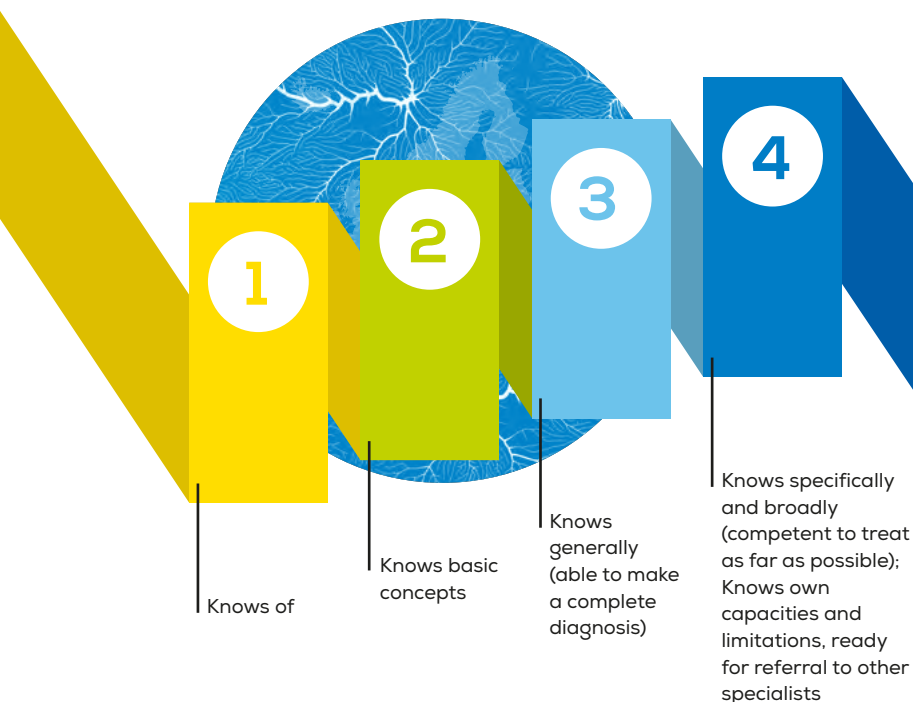 1
Knows of
2
Knows basic
concepts
3
Knows
generally
(able to make
a complete
diagnosis)
4
Knows specifically
and broadly
(competent to treat
as far as possible);
Knows own
capacities and
limitations, ready
for referral to other
specialists